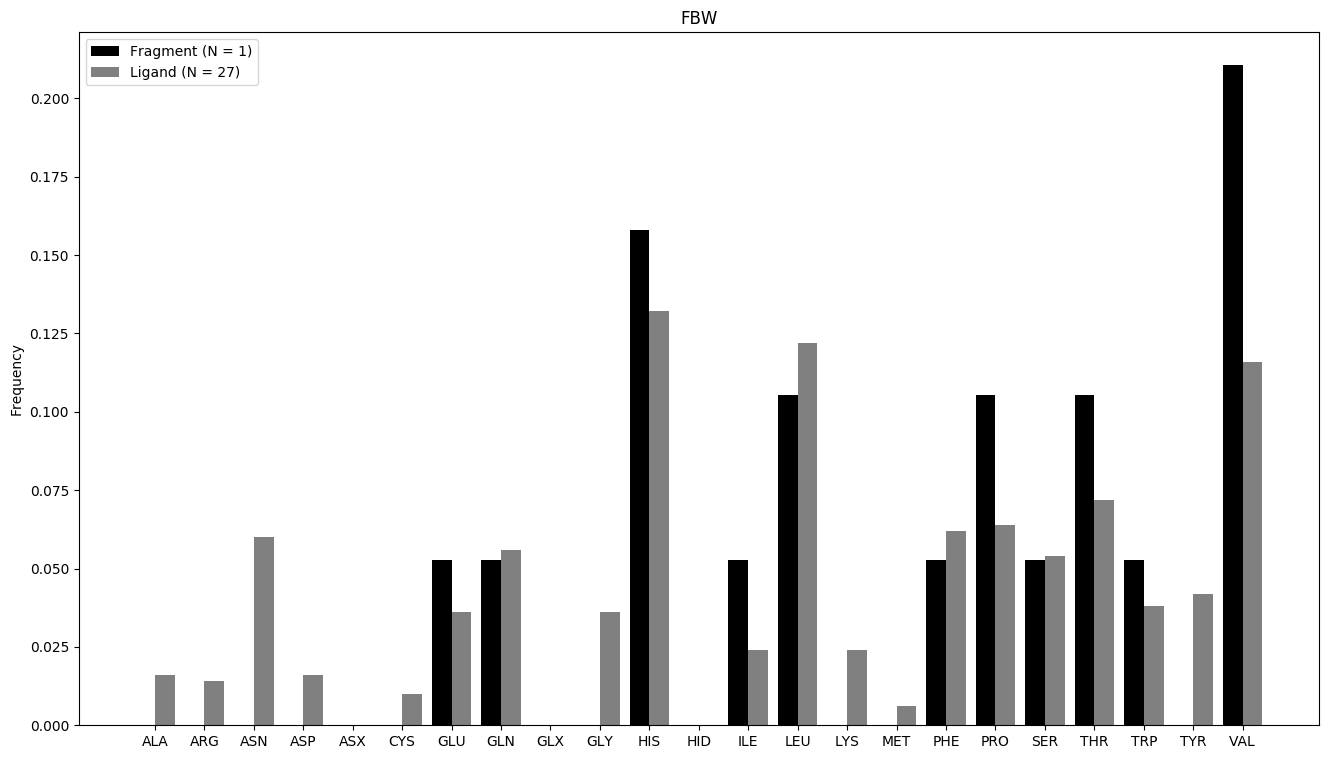 FBW
Fragment (N = 1)
Ligand (N = 27)
Frequency
0.200
0.175
0.150
0.125
0.100
0.075
0.050
0.025
0.000
ALA ARG ASN ASP ASX CYS GLU GLN GLX GLY HIS HID ILE LEU LYS MET PHE PRO SER THR TRP TYR VAL